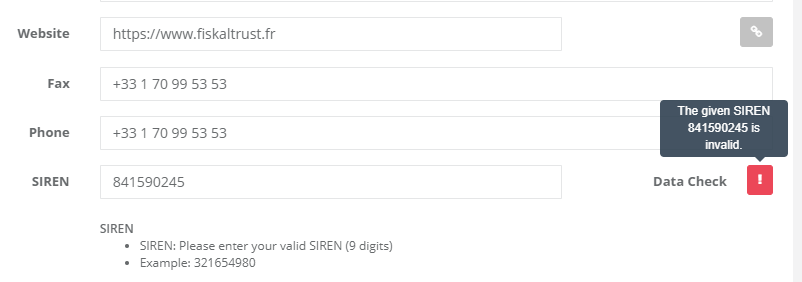 Website https://www.fiskaltrust.fr
Fax +33 1 70 99 53 53
Phone +33 1 70 99 53 53
The given SIREN
841590245 is
invalid.
SIREN 841590245 Data Check !
SIREN
• SIREN: Please enter your valid SIREN (9 digits)
• Example: 321654980